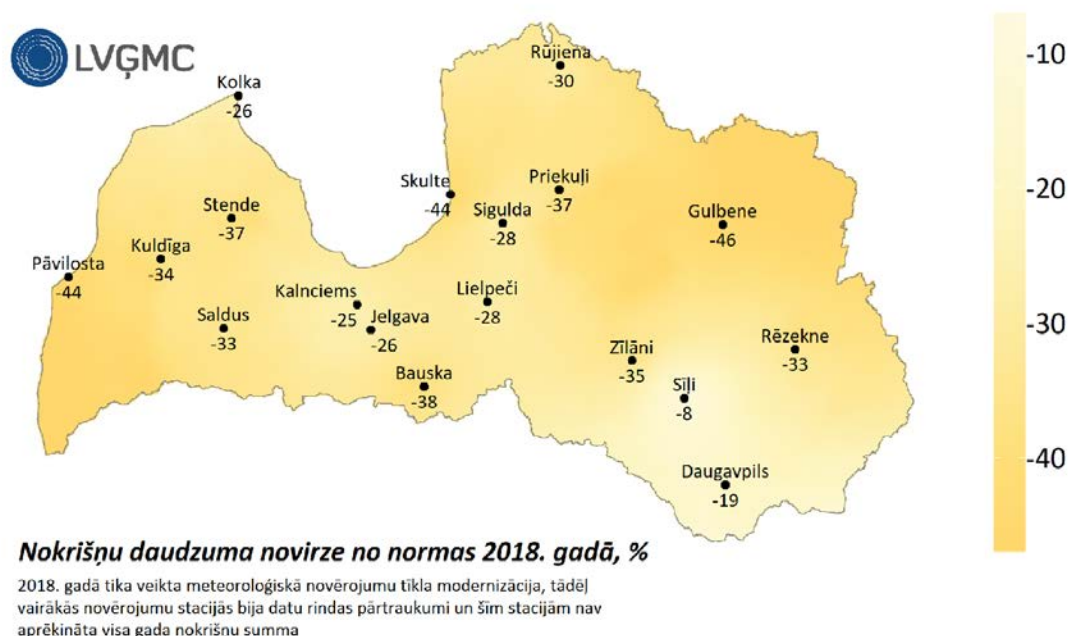 LVĢMC
Rūjiena
-30
Kolka
-26
Skulte
-44
Priekuļi
-37
Sigulda
-28
Stende
-37
Gulbene
-46
Kuldīga
-34
Pāvilosta
-44
Kalnciems
-25
Lielpeči
-28
Saldus
-33
Jelgava
-26
Zīlāni
-35
Rēzekne
-33
Bauska
-38
Sīļi
-8
Daugavpils
-19
-10
-20
-30
-40
Nokrišņu daudzuma novirze no normas 2018. gadā, %
2018. gadā tika veikta meteoroloģiskā novērojumu tīkla modernizācija, tādēļ
vairākās novērojumu stacijās bija datu rindas pārtraukumi un šīm stacijām nav
aprēķināta visa gada nokrišņu summa